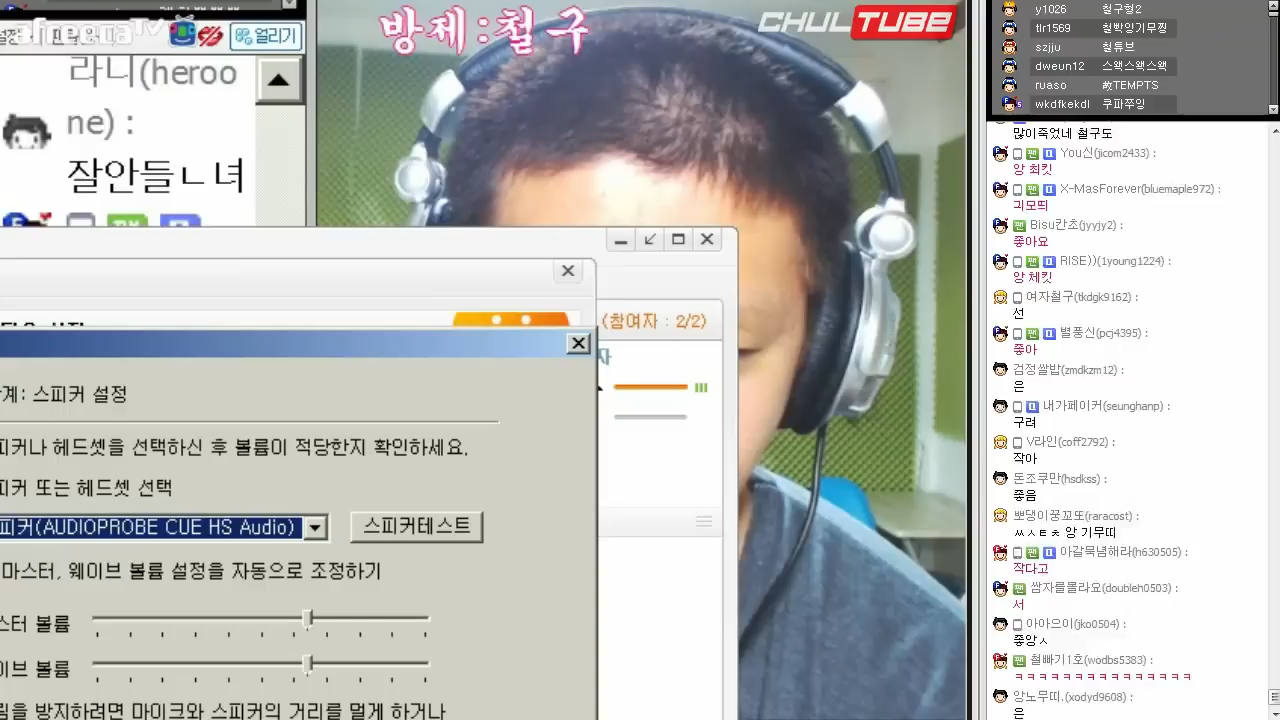 afreecaTV
얼리기
라니(heroo
ne) :
잘안들ㄴ녀
방제:철구
CHULTUBE
(참여자 : 2/2)
자
계: 스피커 설정
피커나 헤드셋을 선택하신 후 볼륨이 적당한지 확인하세요.
피커 또는 헤드셋 선택
피커(AUDIOPROBE CUE HS Audio)
스피커테스트
마스터, 웨이브 볼륨 설정을 자동으로 조정하기
스터 볼륨
이브 볼륨
링을 방지하려면 마이크와 스피커의 거리를 멀게 하거나
y1026 철구형2
tlr1569 철박잉기무찡
szjju 철튜브
dweun12 스왝스왝스왝
ruaso 故TEMPTS
wkdfkekdl 쿠파쭈잉
많이죽었네 철구도
You신(jicom2433) :
앙 최킷
X-MasForever(bluemaple972) :
긔모띄
Bisu칸초(jyjyjy2) :
좋아요
RISE))(1young1224) :
앙 체킷
여자철구(tkdgk9162) :
선
별풍신(pcj4395) :
좋아
검정쌀밥(zmdkzm12) :
은
내가페이커(seunghanp) :
구려
V라인(coff2792) :
작아
돈조쿠만(hsdkss) :
좋음
뽀댕이쫑꼬또(raracost) :
ㅆㅅㅌㅊ 앙 기무띠
아갈묵념해라(h630505) :
작다고
쌈자를몰라요(doubleh0503) :
서
아아으이(jko0504) :
좋앙ㅅ
철빠기1호(wodbs5383) :
ㅋㅋㅋㅋㅋㅋㅋㅋㅋㅋㅋㅋㅋㅋㅋㅋ
앙노무띠.(xodyd9608) :
은